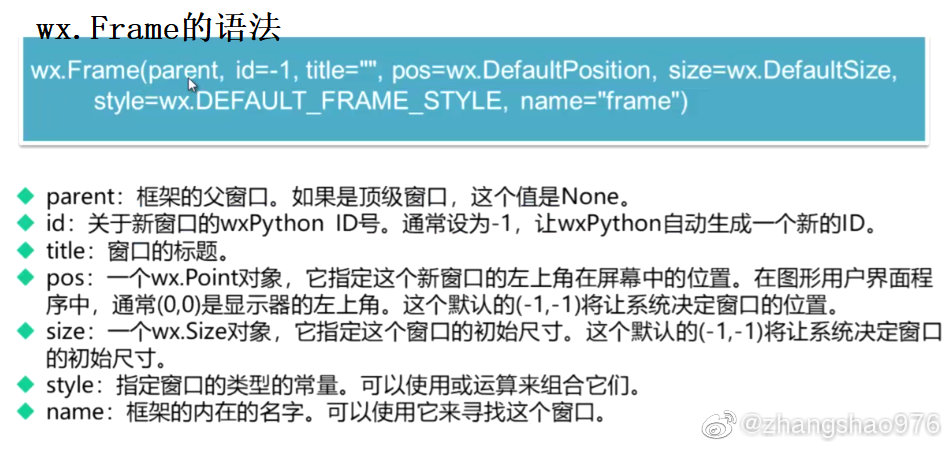 wx.Frame的语法
wx.Frame(parent, id=-1, title="", pos=wx.DefaultPosition, size=wx.DefaultSize,
style=wx.DEFAULT_FRAME_STYLE, name="frame")
parent：框架的父窗口。如果是顶级窗口，这个值是None。
id：关于新窗口的wxPython ID号。通常设为-1，让wxPython自动生成一个新的ID。
title：窗口的标题。
pos：一个wx.Point对象，它指定这个新窗口的左上角在屏幕中的位置。在图形用户界面程
序中，通常(0,0)是显示器的左上角。这个默认的(-1,-1)将让系统决定窗口的位置。
size：一个wx.Size对象，它指定这个窗口的初始尺寸。这个默认的(-1,-1)将让系统决定窗口
的初始尺寸。
style：指定窗口的类型的常量。可以使用或运算来组合它们。
name：框架的内在的名字。可以使用它来寻找这个窗口。
@zhangshao976